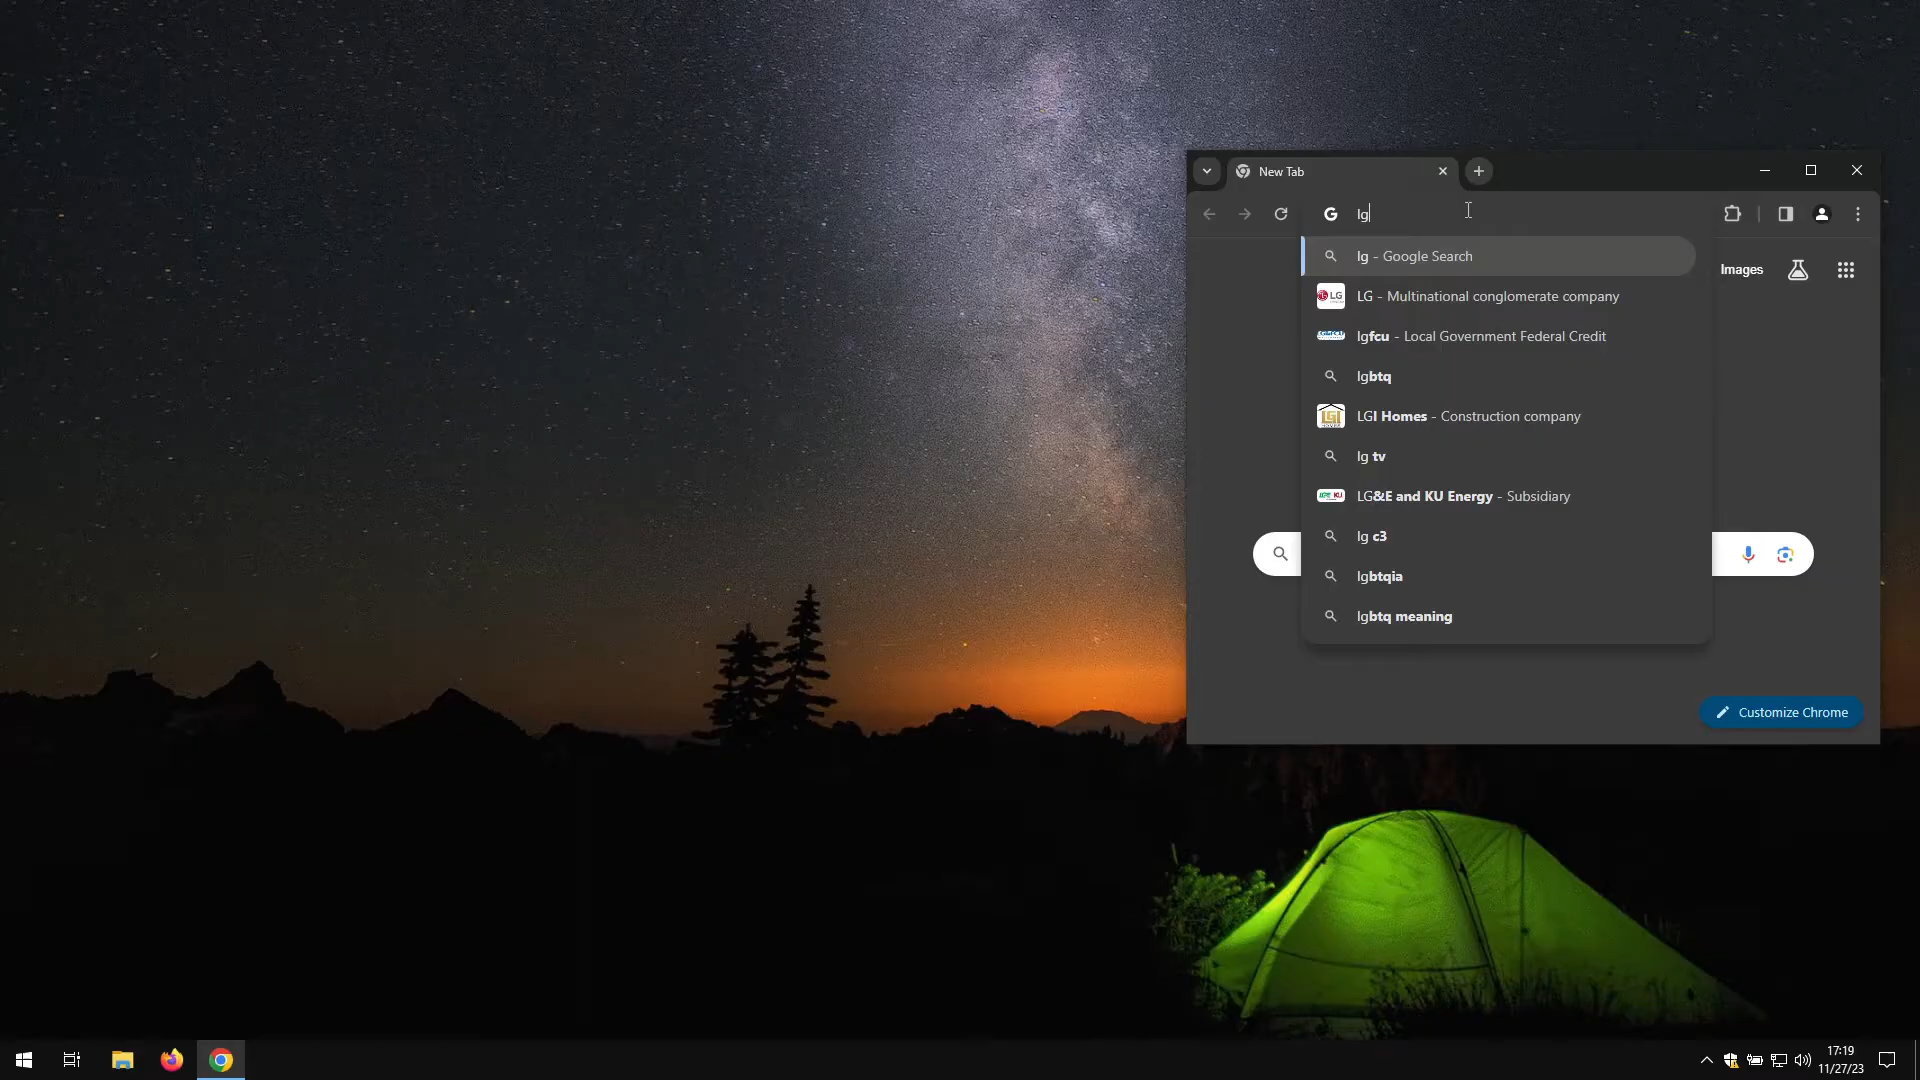 New Tab
lg
lg - Google Search
Images
LG - Multinational conglomerate company
lgfcu - Local Government Federal Credit
lgbtq
LGI Homes - Construction company
lg tv
LG&E and KU Energy - Subsidiary
lg c3
lgbtqia
lgbtq meaning
Customize Chrome
17:19
11/27/23